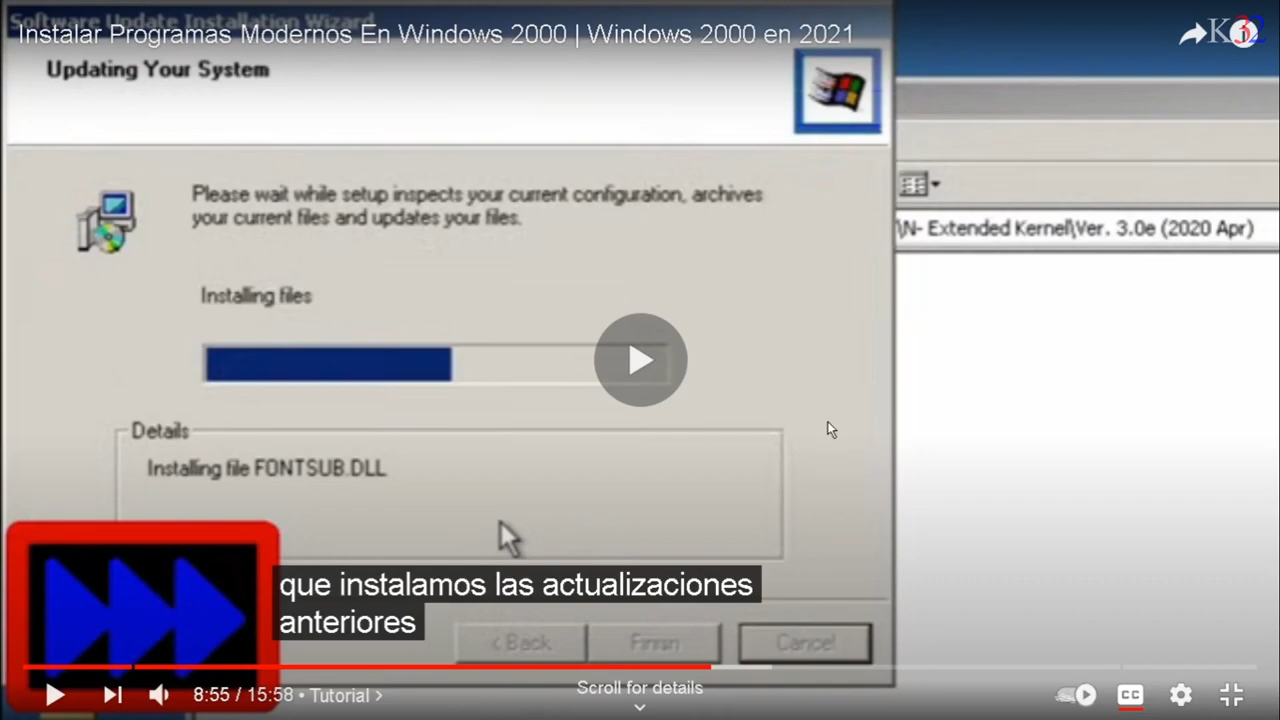 Software Update Installation Wizard
Instalar Programas Modernos En Windows 2000 | Windows 2000 en 2021
K32
Updating Your System
Please wait while setup inspects your current configuration, archives
your current files and updates your files.
\N- Extended Kernel\Ver. 3.0e (2020 Apr)
Installing files
Details
Installing file FONTSUB.DLL
que instalamos las actualizaciones
anteriores
< Back
Finish
Cancel
Scroll for details
8:55 / 15:58 • Tutorial >
CC